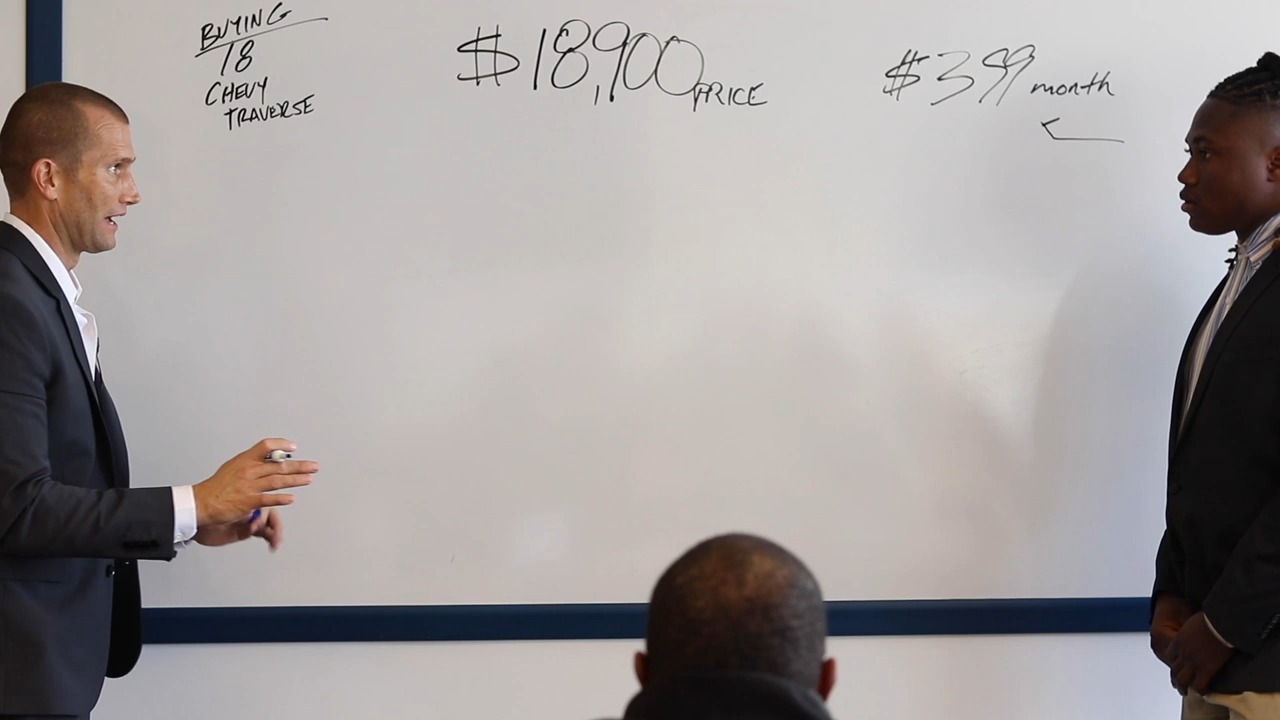 BUYING
18
CHEVY
TRAVERSE
$18,900 PRICE
$399 month